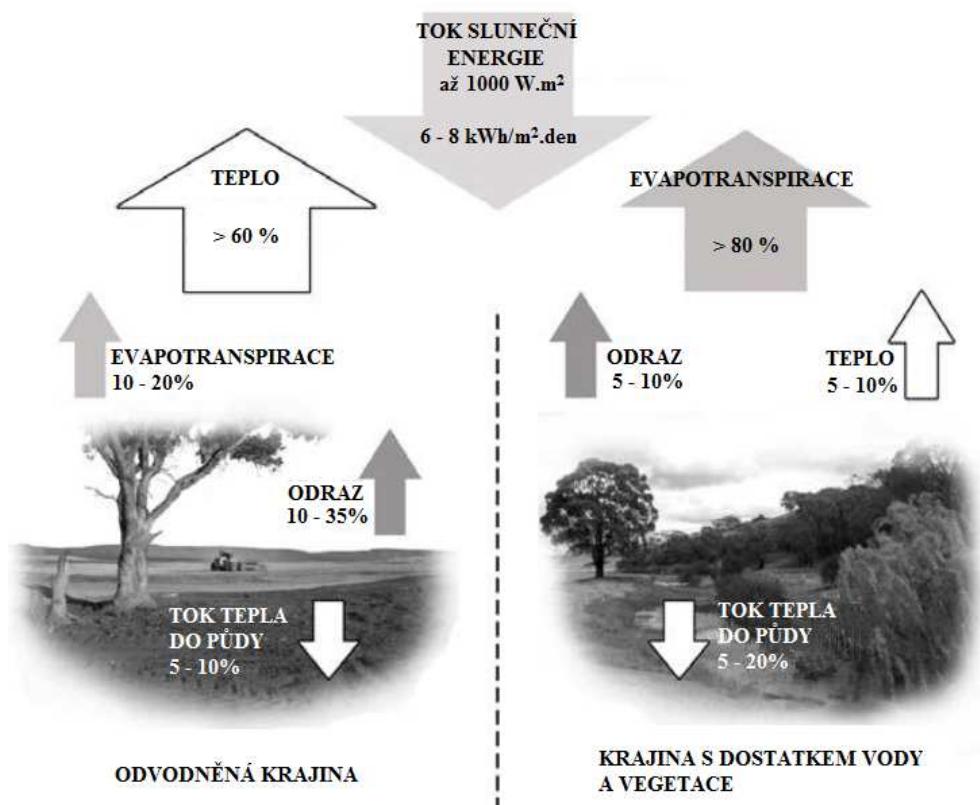 TOK SLUNEČNÍ
ENERGIE
až 1000 W.m²
6 - 8 kWh/m².den
TEPLO
> 60 %
EVAPOTRANSPIRACE
> 80 %
EVAPOTRANSPIRACE
10 - 20%
ODRAZ
5 - 10%
TEPLO
5 - 10%
ODRAZ
10 - 35%
TOK TEPLA
DO PŮDY
5 - 10%
TOK TEPLA
DO PŮDY
5 - 20%
ODVODNĚNÁ KRAJINA
KRAJINA S DOSTATKEM VODY
A VEGETACE